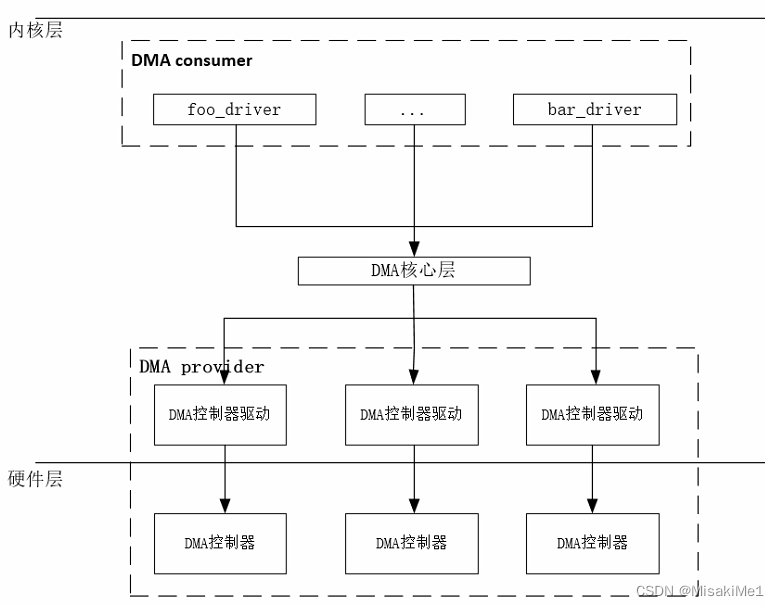 内核层
DMA consumer
foo_driver
...
bar_driver
DMA核心层
DMA provider
DMA控制器驱动
DMA控制器驱动
DMA控制器驱动
硬件层
DMA控制器
DMA控制器
DMA控制器
CSDN @MisakiMe1